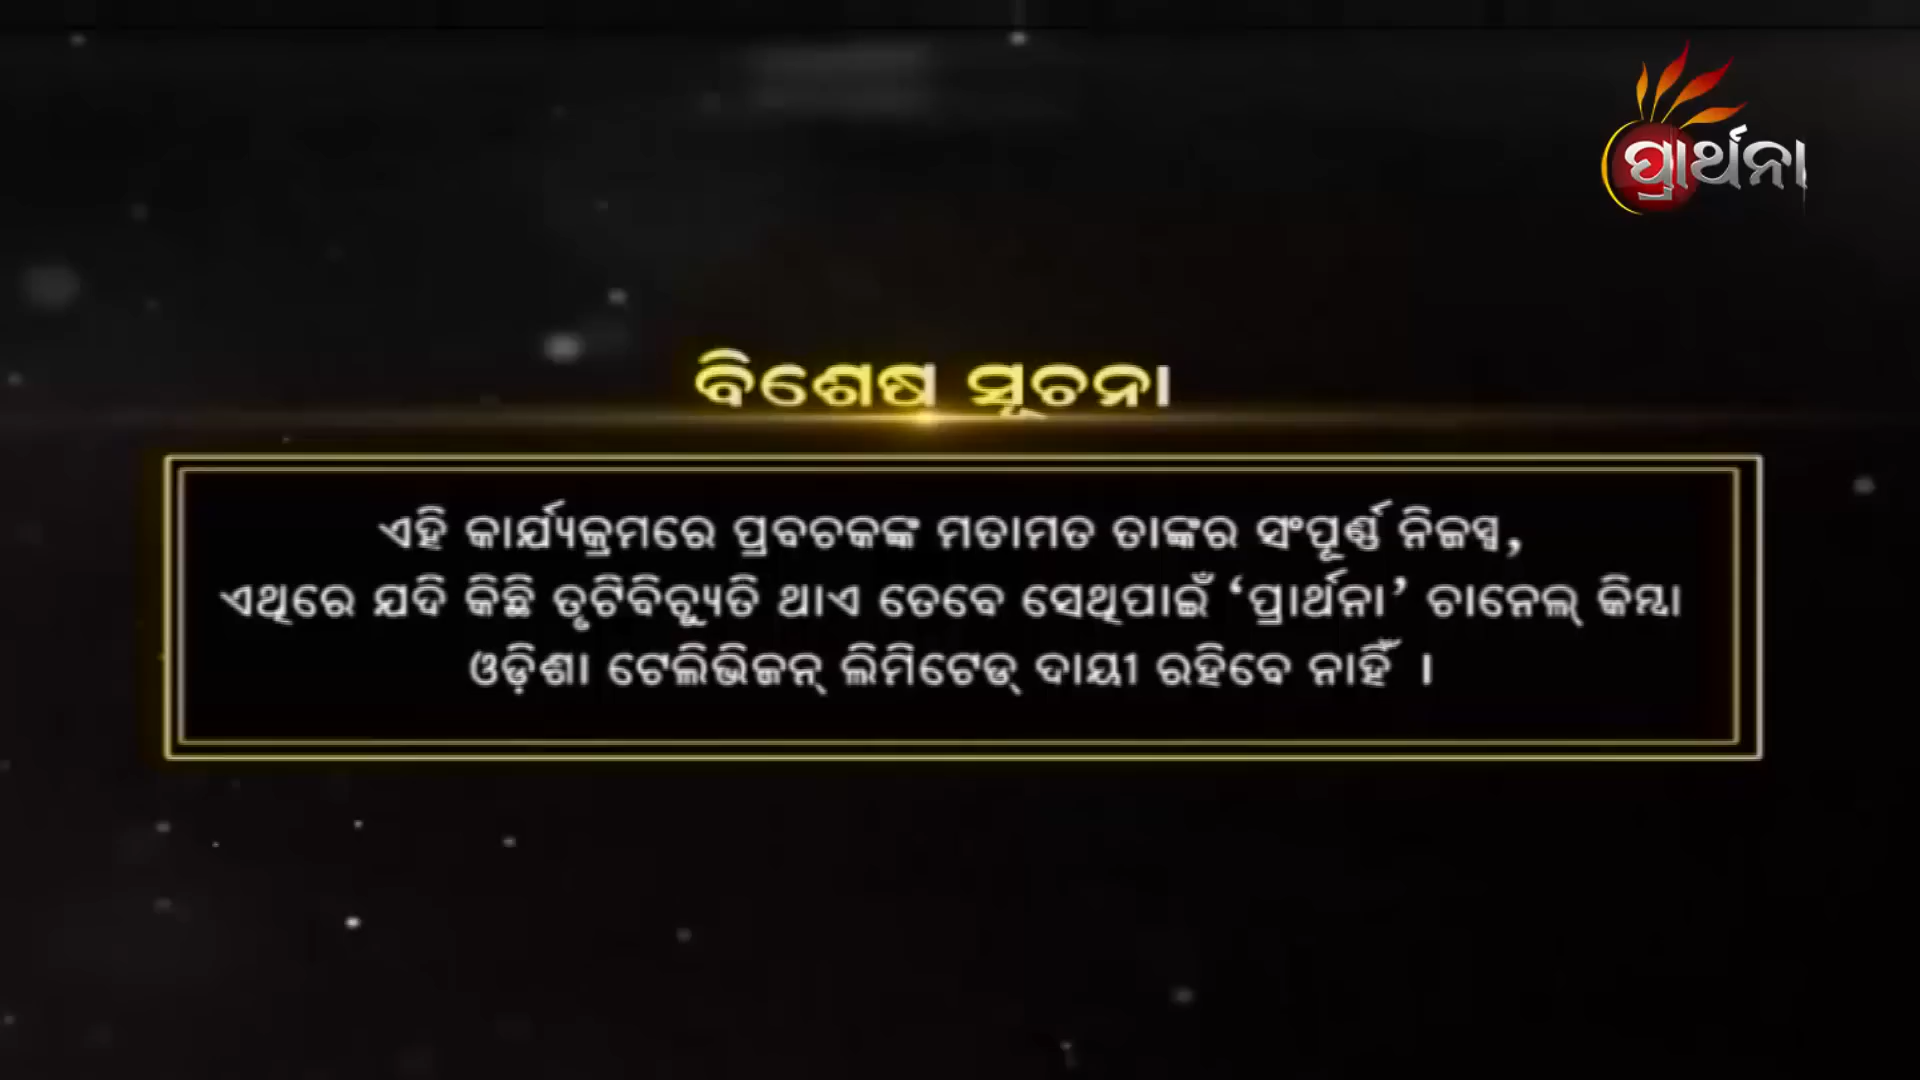 ପ୍ରାର୍ଥନା
ବିଶେଷ ସୂଚନା
ଏହି କାର୍ଯ୍ୟକ୍ରମରେ ପ୍ରବଚକଙ୍କ ମତାମତ ତାଙ୍କର ସଂପୂର୍ଣ୍ଣ ନିଜସ୍ୱ,
ଏଥିରେ ଯଦି କିଛି ତୃଟିବିଚ୍ୟୁତି ଥାଏ ତେବେ ସେଥିପାଇଁ ‘ପ୍ରାର୍ଥନା’ ଚାନେଲ୍ କିମ୍ବା
ଓଡ଼ିଶା ଟେଲିଭିଜନ୍ ଲିମିଟେଡ୍ ଦାୟୀ ରହିବେ ନାହିଁ ।